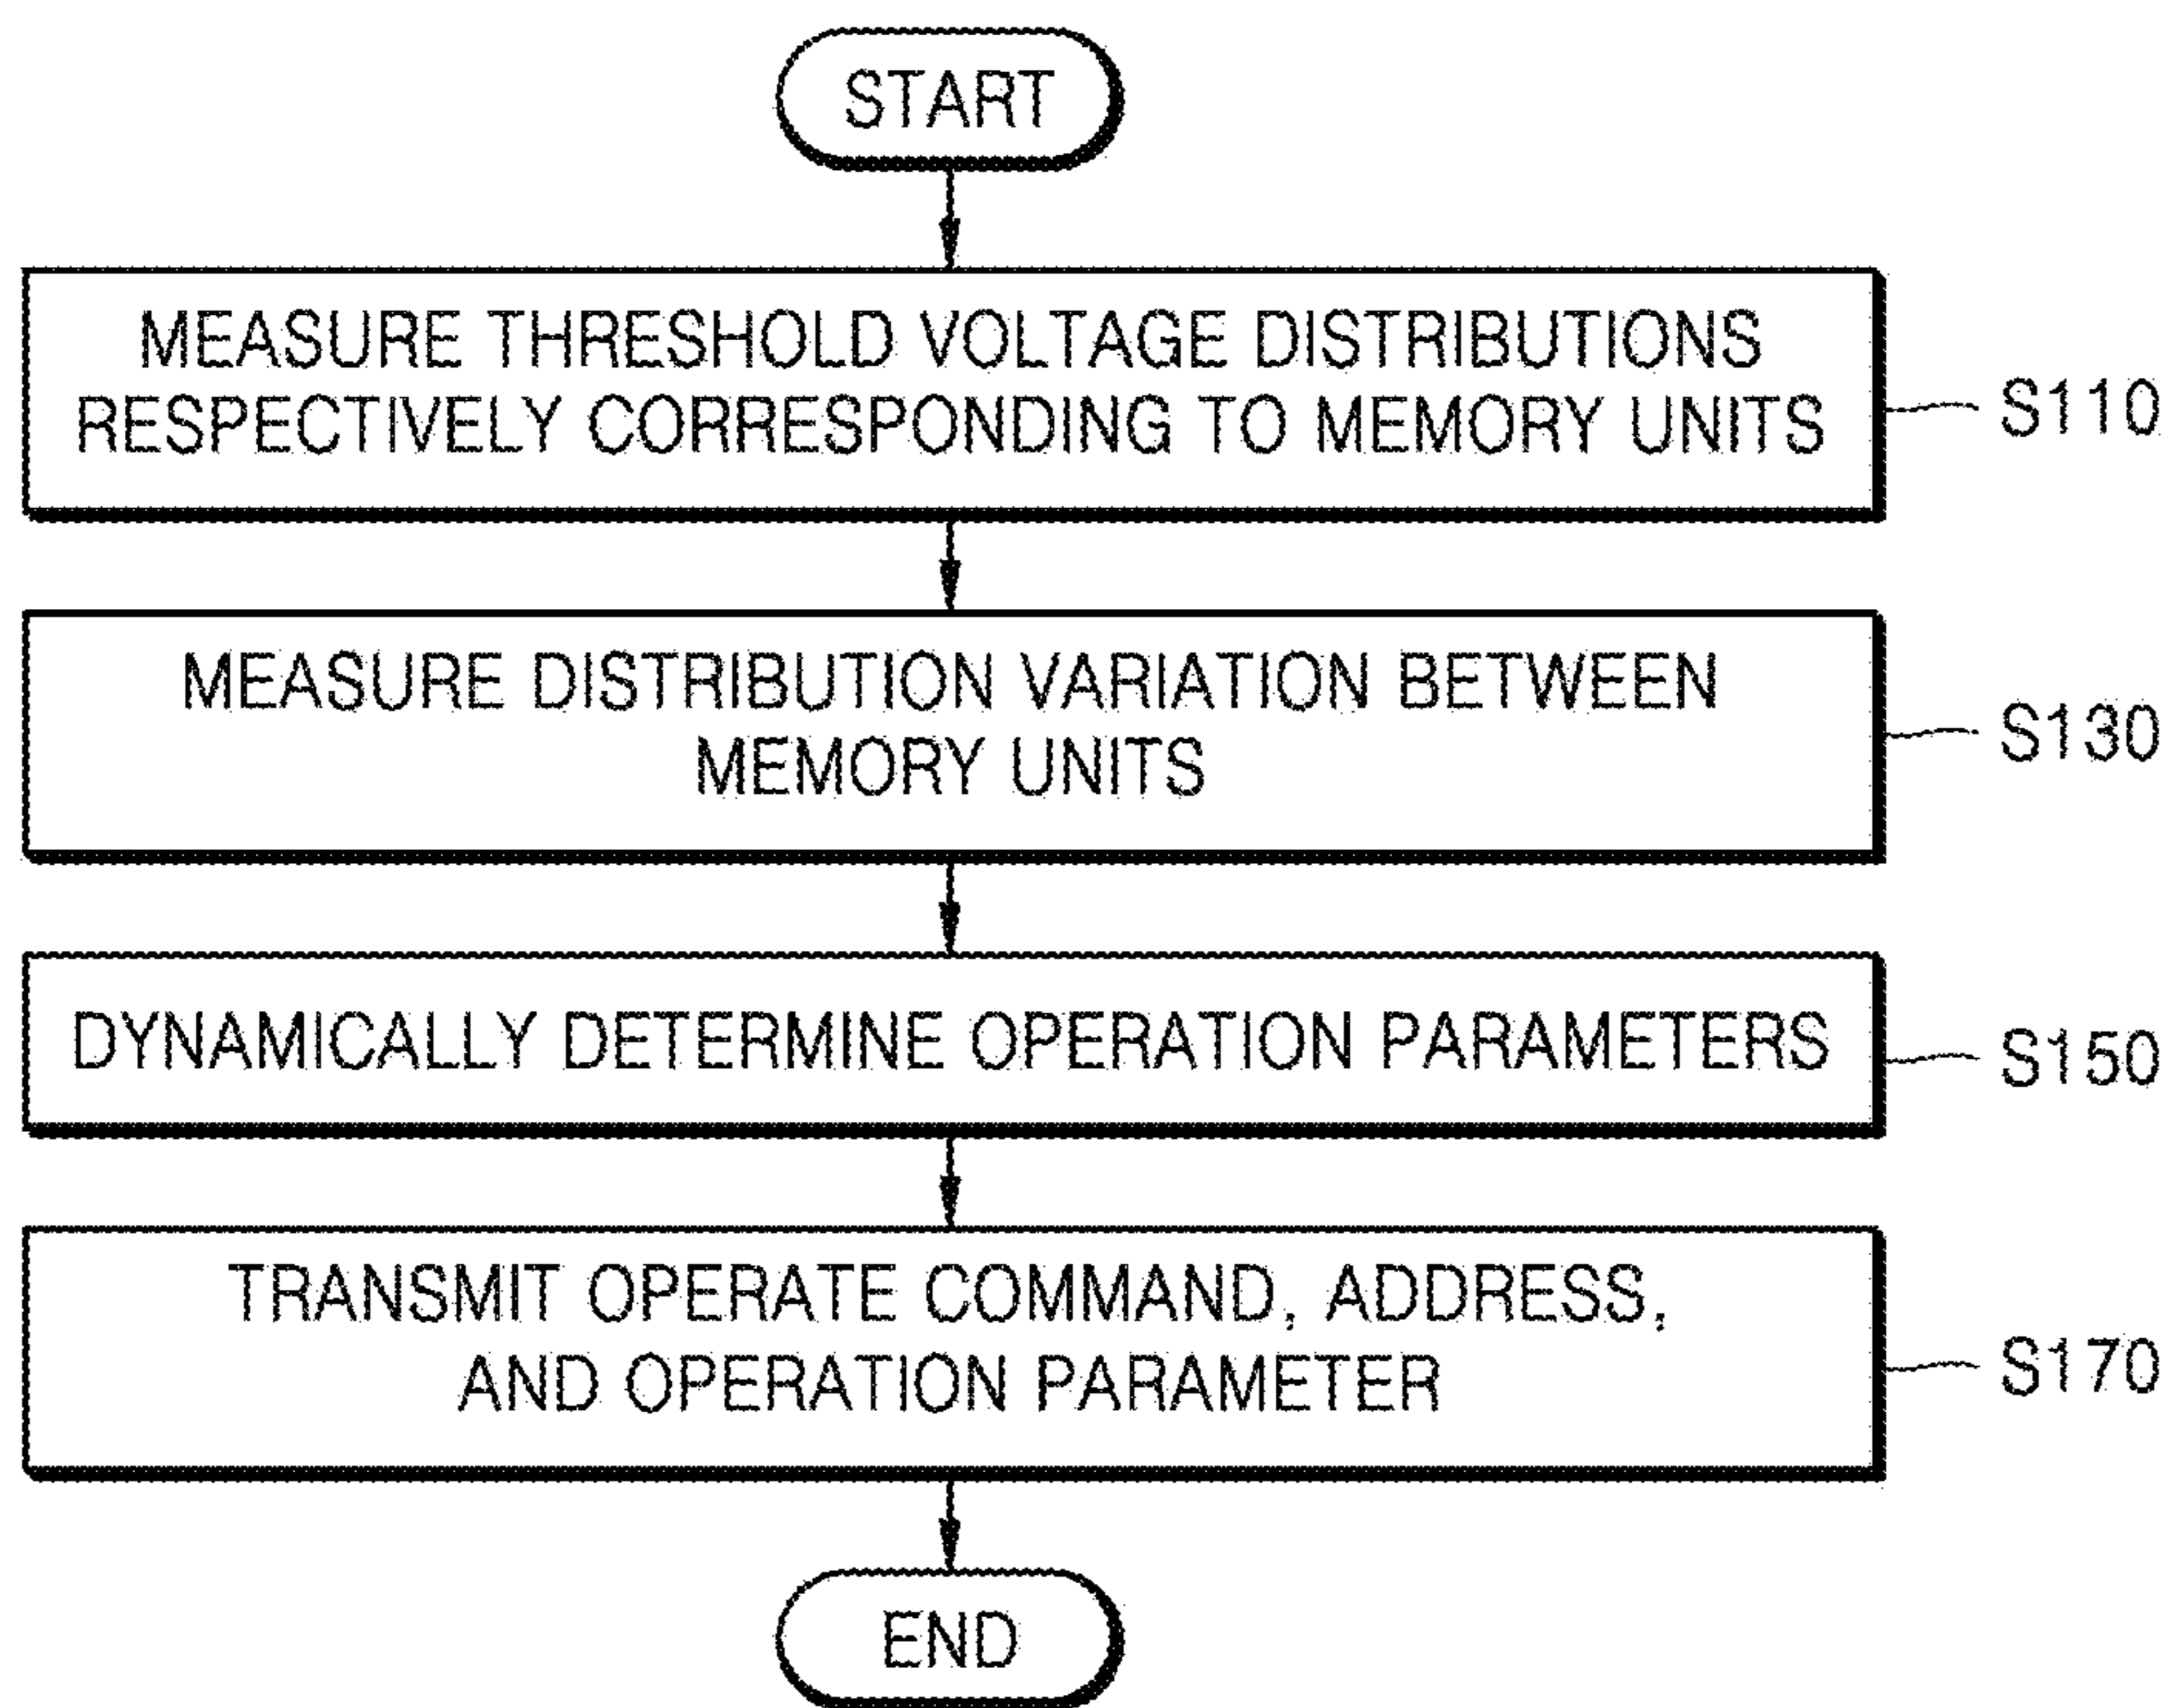 START
MEASURE THRESHOLD VOLTAGE DISTRIBUTIONS
RESPECTIVELY CORRESPONDING TO MEMORY UNITS
S110
MEASURE DISTRIBUTION VARIATION BETWEEN
MEMORY UNITS
S130
DYNAMICALLY DETERMINE OPERATION PARAMETERS
S150
TRANSMIT OPERATE COMMAND, ADDRESS,
AND OPERATION PARAMETER
S170
END